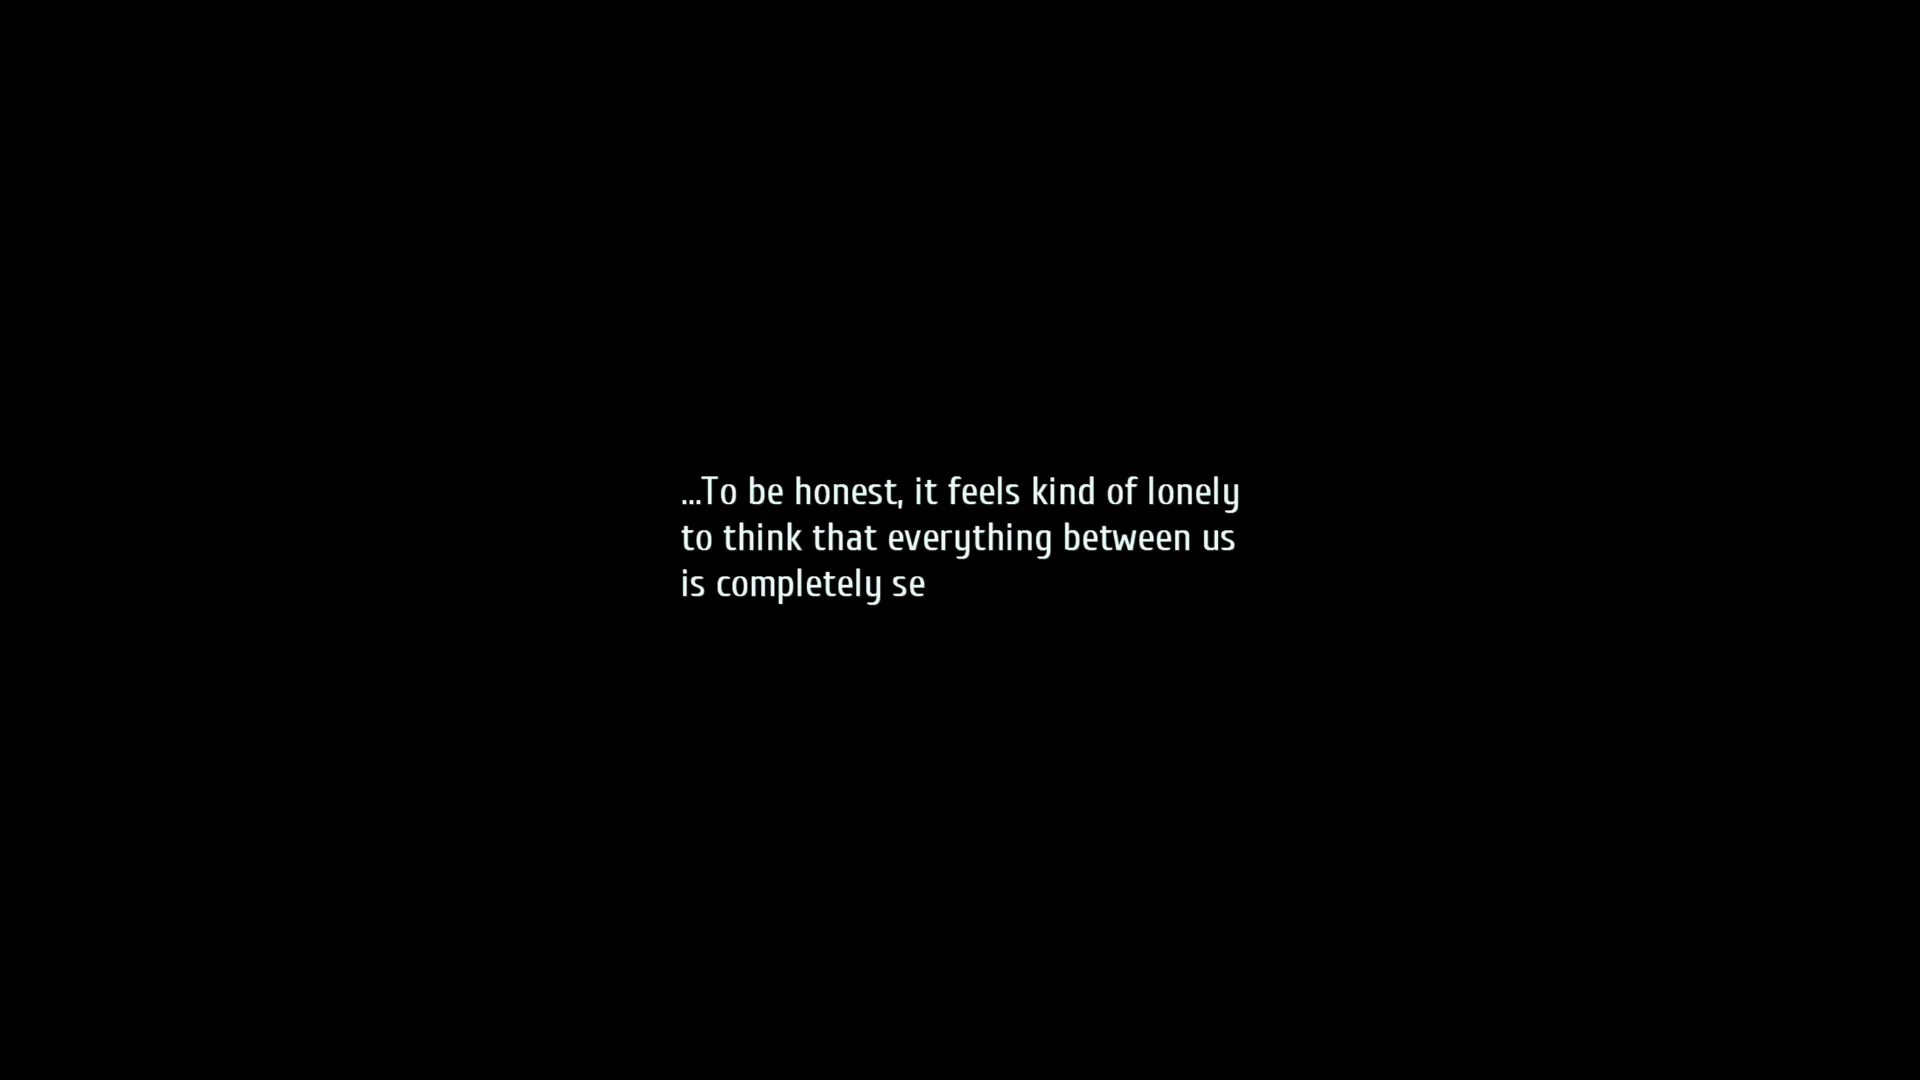 ...To be honest, it feels kind of lonely
to think that everything between us
is completely se